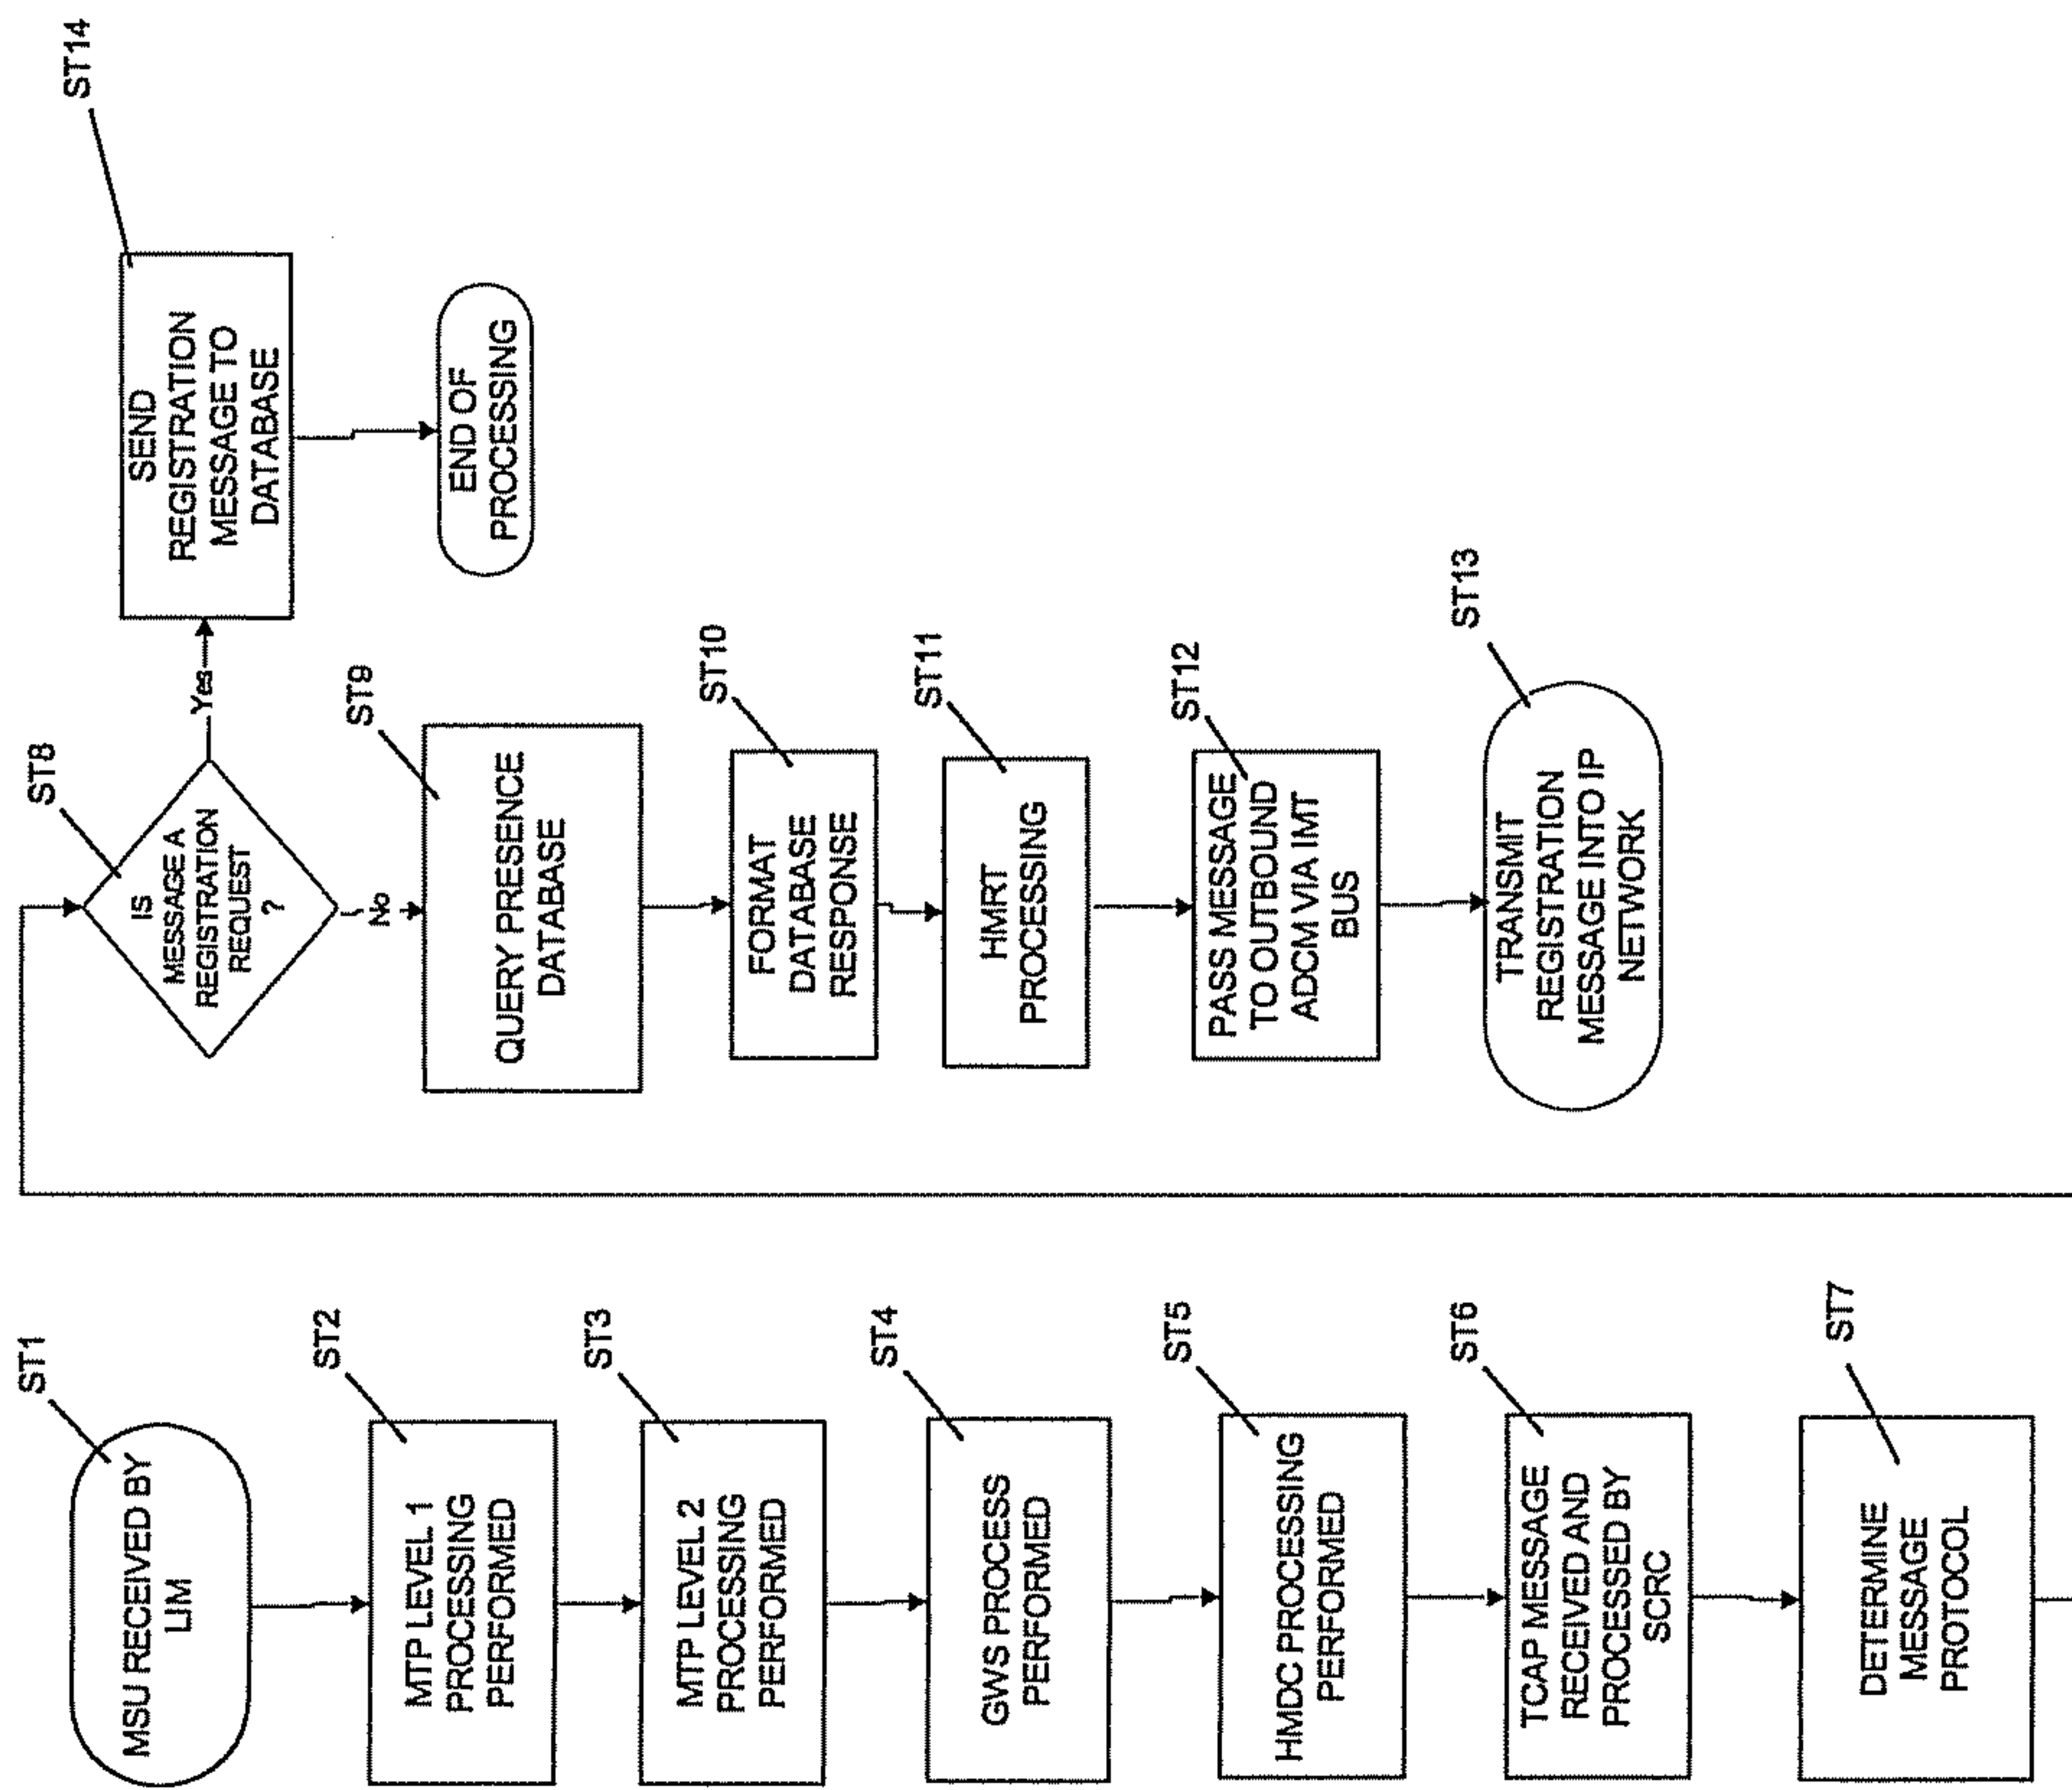 ST1
MSU RECEIVED BY
LIM
ST2
MTP LEVEL 1
PROCESSING
PERFORMED
ST3
MTP LEVEL 2
PROCESSING
PERFORMED
ST4
GWS PROCESS
PERFORMED
ST5
HMDC PROCESSING
PERFORMED
ST6
TCAP MESSAGE
RECEIVED AND
PROCESSED BY
SCRC
ST7
DETERMINE
MESSAGE
PROTOCOL
ST8
IS
MESSAGE A
REGISTRATION
REQUEST
?
Yes
No
ST9
QUERY PRESENCE
DATABASE
ST10
FORMAT
DATABASE
RESPONSE
ST11
HMRT
PROCESSING
ST12
PASS MESSAGE
TO OUTBOUND
ADCM VIA IMT
BUS
ST13
TRANSMIT
REGISTRATION
MESSAGE INTO IP
NETWORK
ST14
SEND
REGISTRATION
MESSAGE TO
DATABASE
END OF
PROCESSING